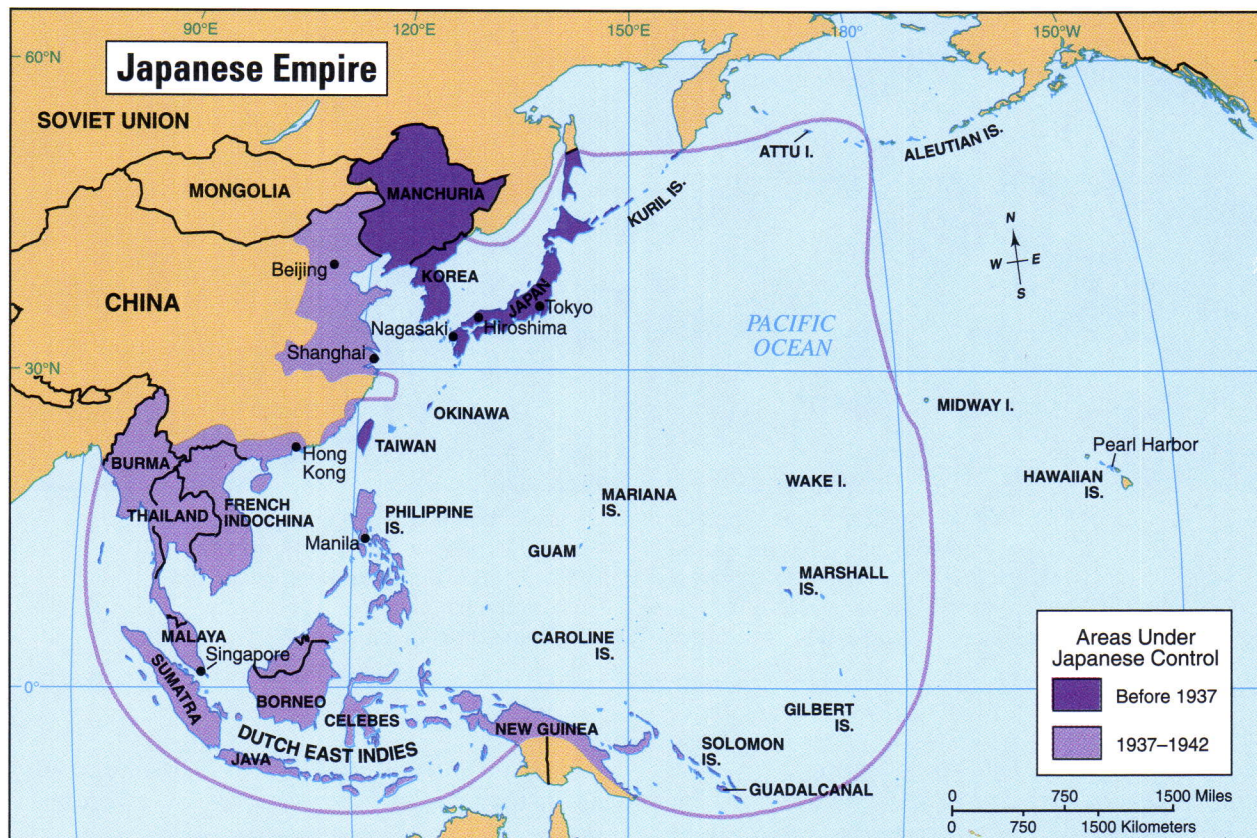 90°E
120°E
150°E
180°
150°W
60°N
Japanese Empire
SOVIET UNION
ATTU I.
ALEUTIAN IS.
MONGOLIA
MANCHURIA
KURIL IS.
N
W E
S
Beijing
KOREA
CHINA
JAPAN
Tokyo
Nagasaki
Hiroshima
PACIFIC
OCEAN
Shanghai
30°N
OKINAWA
MIDWAY I.
TAIWAN
Pearl Harbor
Hong
Kong
BURMA
HAWAIIAN
IS.
WAKE I.
MARIANA
IS.
FRENCH
INDOCHINA
THAILAND
PHILIPPINE
IS.
Manila
GUAM
MARSHALL
IS.
MALAYA
Singapore
CAROLINE
IS.
Areas Under
Japanese Control
Before 1937
1937–1942
0°
SUMATRA
BORNEO
CELEBES
GILBERT
IS.
NEW GUINEA
DUTCH EAST INDIES
SOLOMON
IS.
JAVA
GUADALCANAL
0 750 1500 Miles
0 750 1500 Kilometers